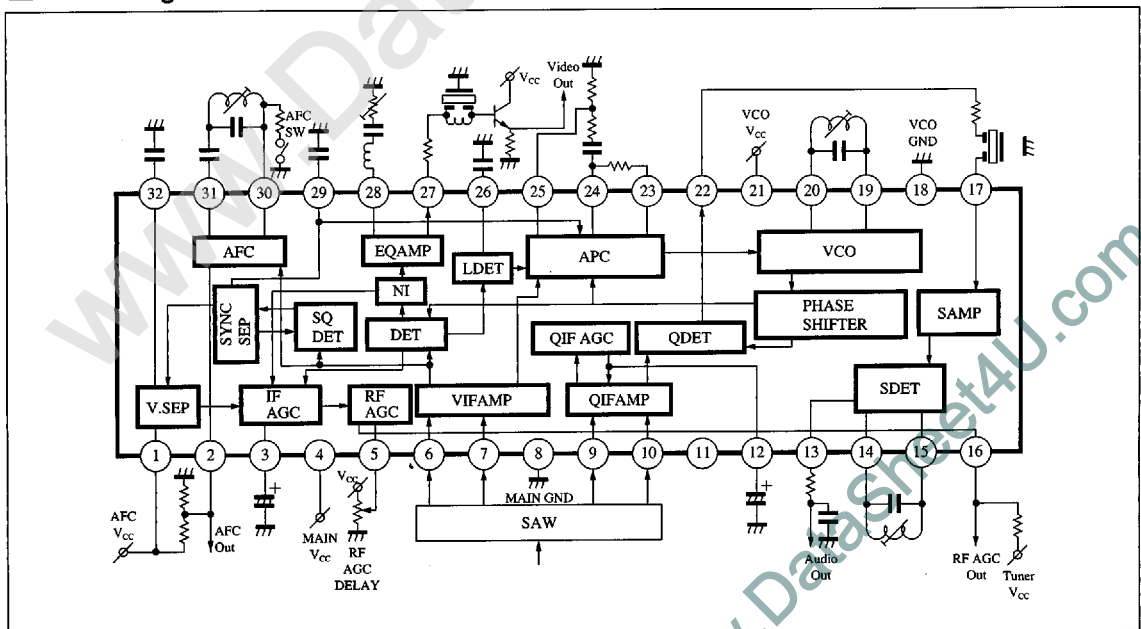 www.DataSheet4U.com
Video
Out
VCC
AFC
SW
VCO
VCC
VCO
GND
32
31
30
29
28
27
26
25
24
23
22
21
20
19
18
17
AFC
EQAMP
LDET
APC
VCO
NI
SYNC
SEP
SQ
DET
DET
QIF AGC
QDET
PHASE
SHIFTER
SAMP
V.SEP
IF
AGC
RF
AGC
VIFAMP
QIFAMP
SDET
1
2
3
4
5
6
7
8
9
10
11
12
13
14
15
16
AFC
VCC
AFC
Out
+
MAIN
VCC
VCC
RF
AGC
DELAY
MAIN GND
SAW
+
Audio
Out
RF AGC
Out
Tuner
VCC